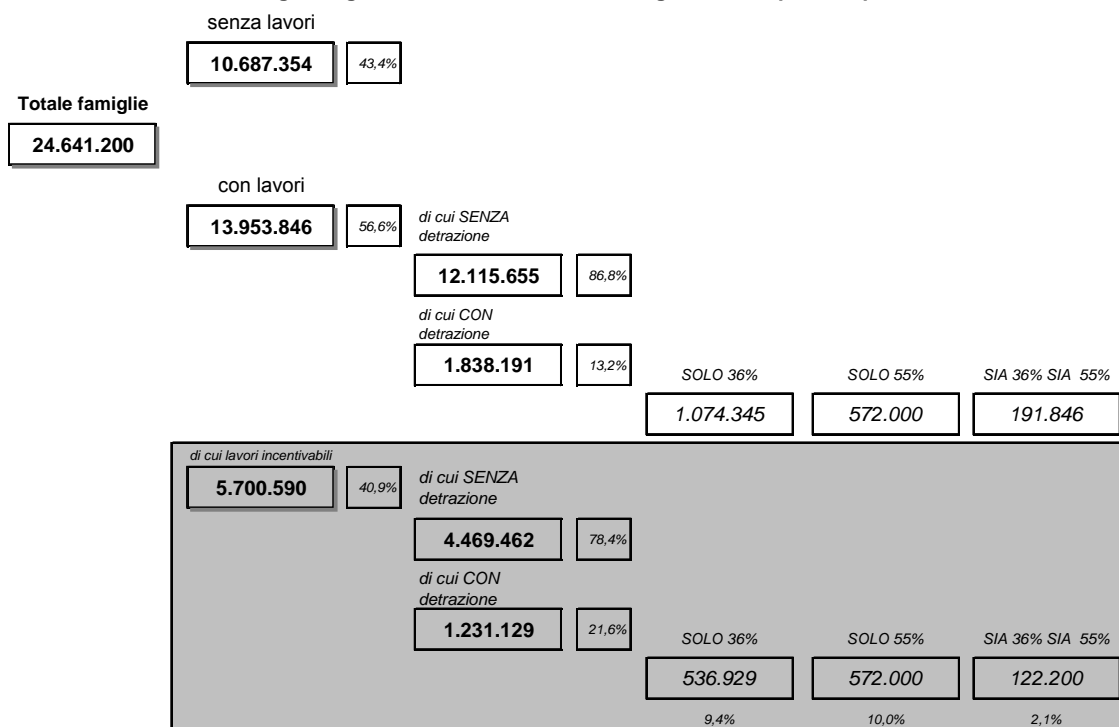 senza lavori
10.687.354 43,4%
Totale famiglie
24.641.200
con lavori
13.953.846 56,6%
di cui SENZA
detrazione
12.115.655 86,8%
di cui CON
detrazione
1.838.191 13,2%
SOLO 36% SOLO 55% SIA 36% SIA 55%
1.074.345 572.000 191.846
di cui lavori incentivabili
5.700.590 40,9%
di cui SENZA
detrazione
4.469.462 78,4%
di cui CON
detrazione
1.231.129 21,6%
SOLO 36% SOLO 55% SIA 36% SIA 55%
536.929 572.000 122.200
9,4% 10,0% 2,1%